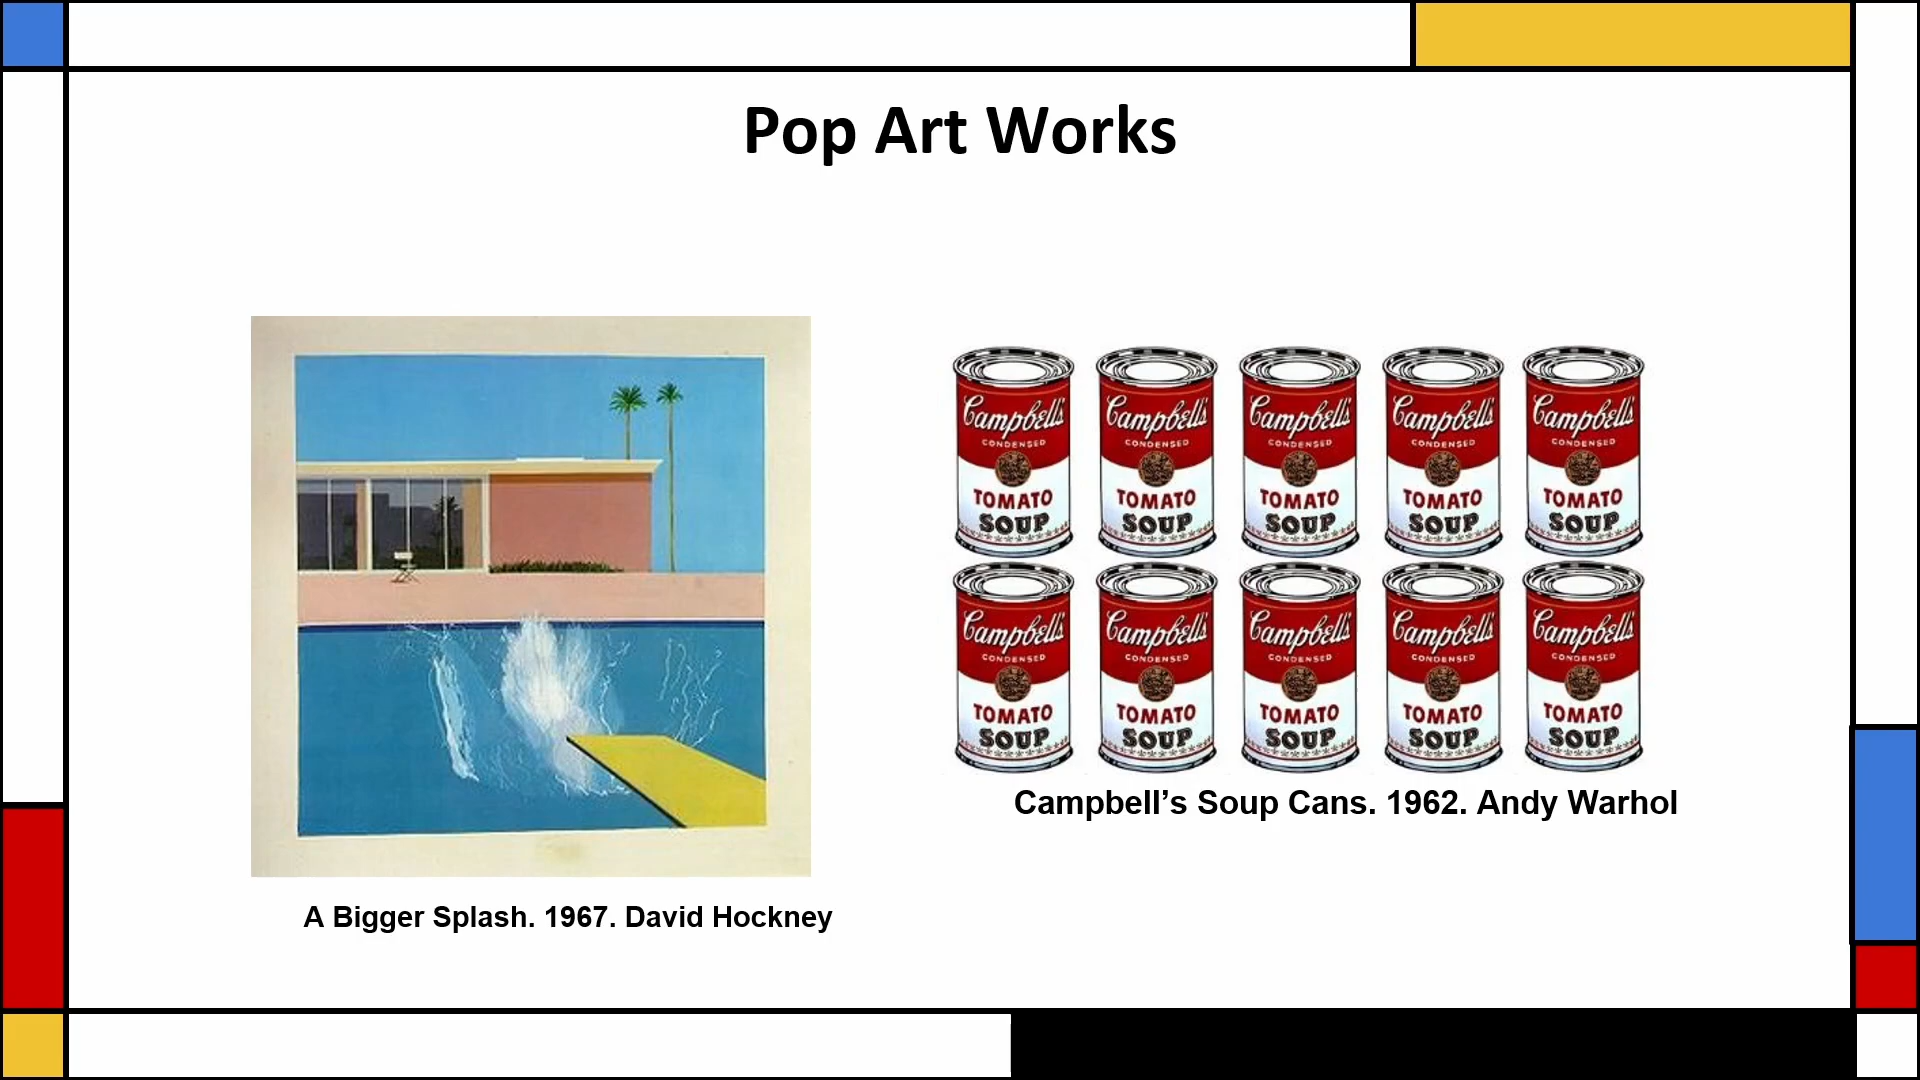 Pop Art Works
Campbell's Campbell's Campbell's Campbell's Campbell's
CONDENSED CONDENSED CONDENSED CONDENSED CONDENSED
TOMATO TOMATO TOMATO TOMATO TOMATO
SOUP SOUP SOUP SOUP SOUP
Campbell's Campbell's Campbell's Campbell's Campbell's
CONDENSED CONDENSED CONDENSED CONDENSED CONDENSED
TOMATO TOMATO TOMATO TOMATO TOMATO
SOUP SOUP SOUP SOUP SOUP
Campbell’s Soup Cans. 1962. Andy Warhol
A Bigger Splash. 1967. David Hockney